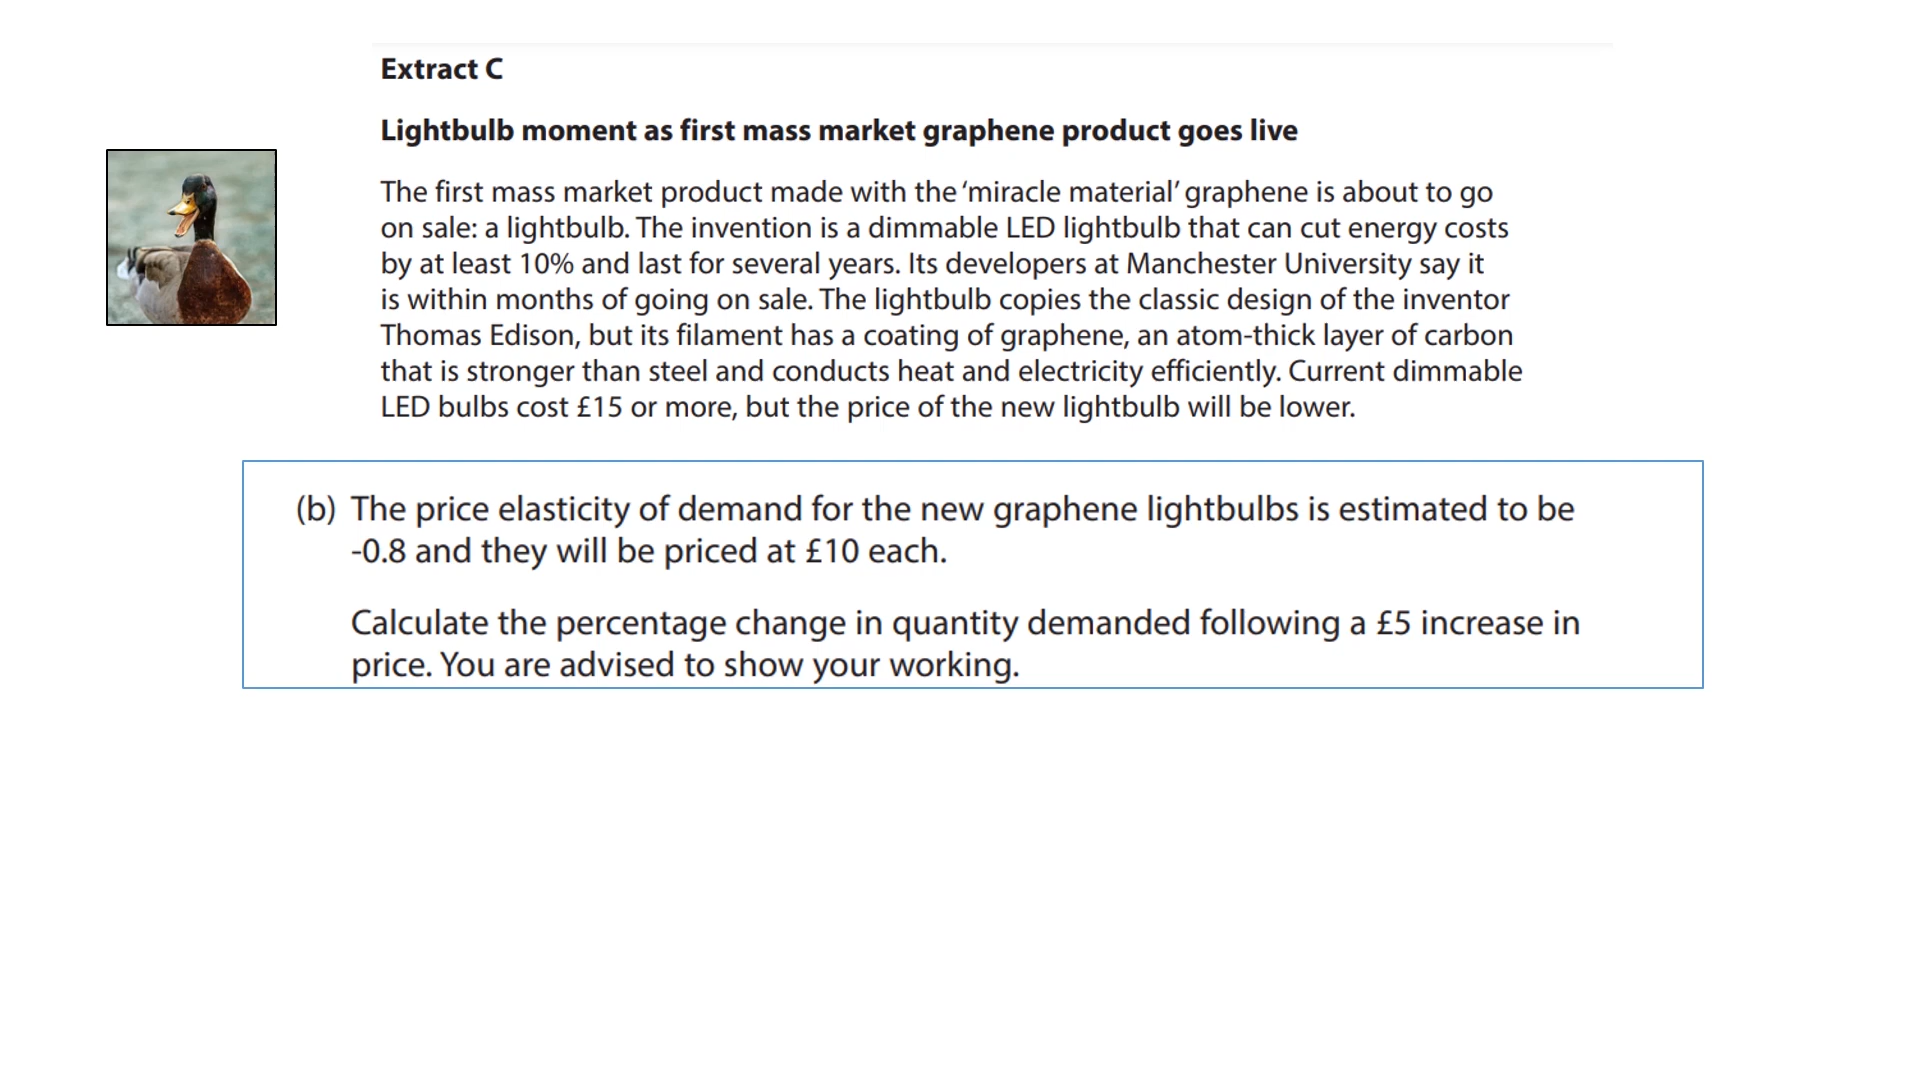 Extract C
Lightbulb moment as first mass market graphene product goes live
The first mass market product made with the ‘miracle material’ graphene is about to go
on sale: a lightbulb. The invention is a dimmable LED lightbulb that can cut energy costs
by at least 10% and last for several years. Its developers at Manchester University say it
is within months of going on sale. The lightbulb copies the classic design of the inventor
Thomas Edison, but its filament has a coating of graphene, an atom-thick layer of carbon
that is stronger than steel and conducts heat and electricity efficiently. Current dimmable
LED bulbs cost £15 or more, but the price of the new lightbulb will be lower.
(b) The price elasticity of demand for the new graphene lightbulbs is estimated to be
-0.8 and they will be priced at £10 each.
Calculate the percentage change in quantity demanded following a £5 increase in
price. You are advised to show your working.